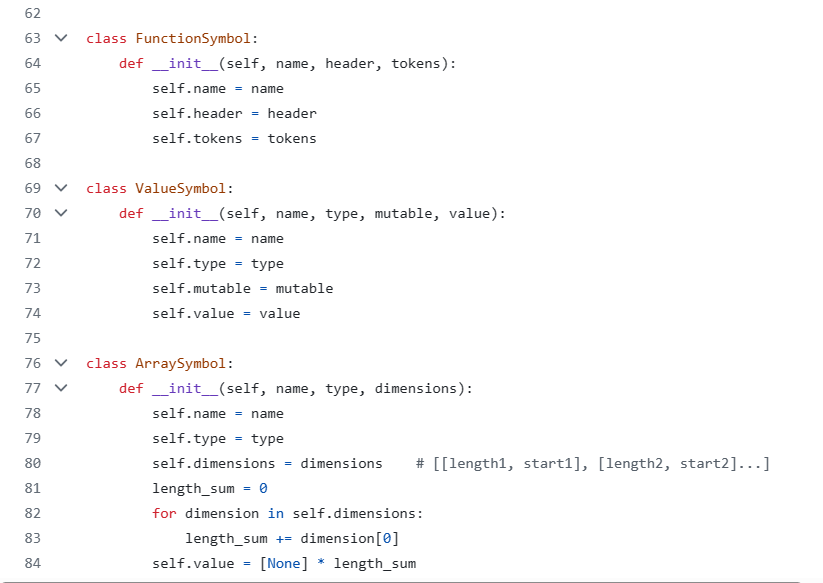 62
63 class FunctionSymbol:
64     def __init__(self, name, header, tokens):
65         self.name = name
66         self.header = header
67         self.tokens = tokens
68
69 class ValueSymbol:
70     def __init__(self, name, type, mutable, value):
71         self.name = name
72         self.type = type
73         self.mutable = mutable
74         self.value = value
75
76 class ArraySymbol:
77     def __init__(self, name, type, dimensions):
78         self.name = name
79         self.type = type
80         self.dimensions = dimensions    # [[length1, start1], [length2, start2]...]
81         length_sum = 0
82         for dimension in self.dimensions:
83             length_sum += dimension[0]
84         self.value = [None] * length_sum